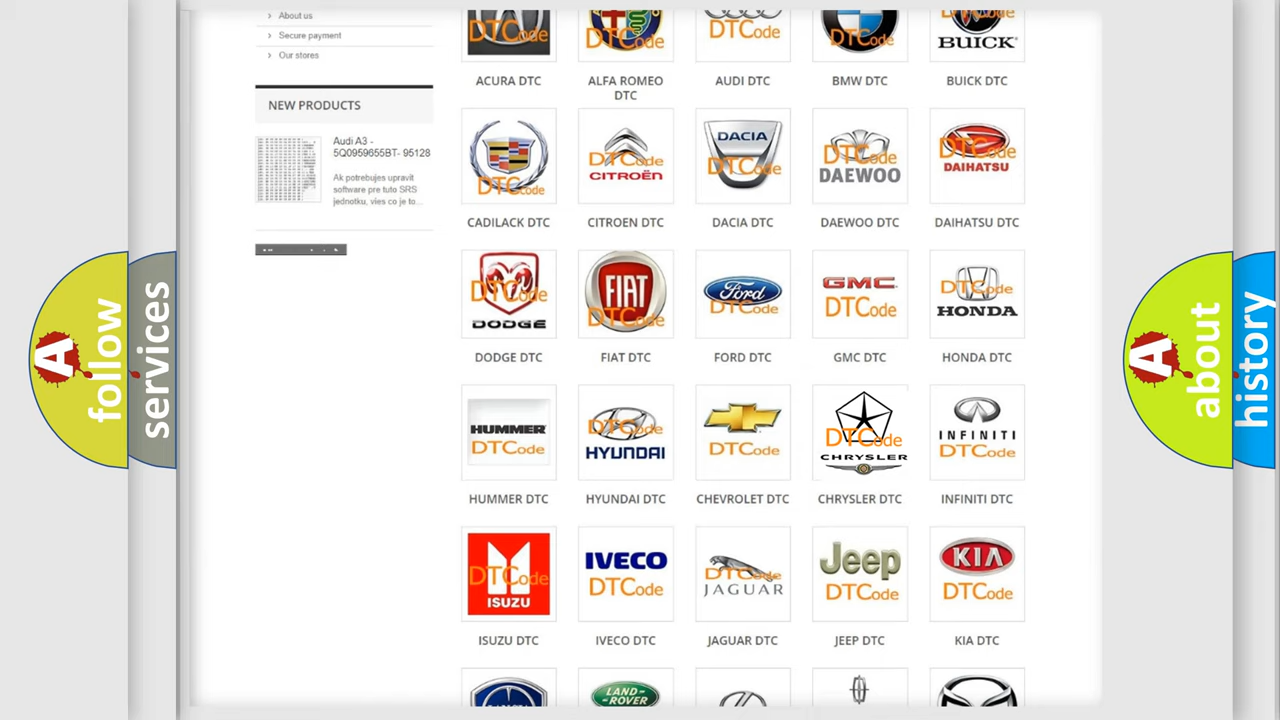 About us
Secure payment
Our stores
NEW PRODUCTS
Audi A3 -
5Q0959655BT- 95128
Ak potrebujes upravit
software pre tuto SRS
jednotku, vies co je to...
DTCode
DTCode
DTCode
DTCode
BUICK
ACURA DTC
ALFA ROMEO
DTC
AUDI DTC
BMW DTC
BUICK DTC
DTCode
DTCode
CITROËN
DACIA
DTCode
DTCode
DAEWOO
DTCode
DAIHATSU
CADILACK DTC
CITROEN DTC
DACIA DTC
DAEWOO DTC
DAIHATSU DTC
DTCode
DODGE
FIAT
DTCode
Ford
DTCode
GMC
DTCode
DTCode
HONDA
DODGE DTC
FIAT DTC
FORD DTC
GMC DTC
HONDA DTC
HUMMER
DTCode
DTCode
HYUNDAI
DTCode
DTCode
CHRYSLER
INFINITI
DTCode
HUMMER DTC
HYUNDAI DTC
CHEVROLET DTC
CHRYSLER DTC
INFINITI DTC
DTCode
ISUZU
IVECO
DTCode
DTCode
JAGUAR
Jeep
DTCode
KIA
DTCode
ISUZU DTC
IVECO DTC
JAGUAR DTC
JEEP DTC
KIA DTC
LAND-
ROVER
A follow
services
A about
history